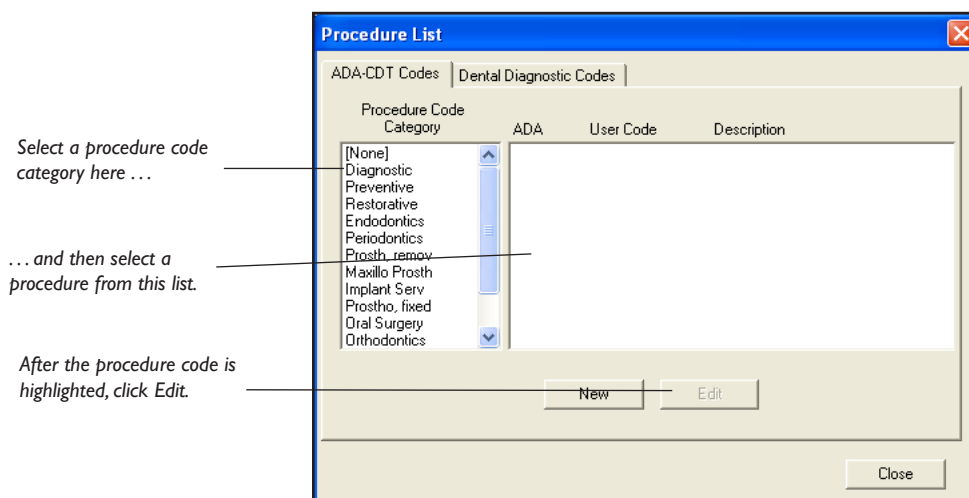 Procedure List
ADA-CDT Codes
Dental Diagnostic Codes
Procedure Code
Category
ADA
User Code
Description
Select a procedure code
category here . . .
[None]
Diagnostic
Preventive
Restorative
Endodontics
Periodontics
Prosth, remov
Maxillo Prosth
Implant Serv
Prostho, fixed
Oral Surgery
Orthodontics
. . . and then select a
procedure from this list.
After the procedure code is
highlighted, click Edit.
New
Edit
Close